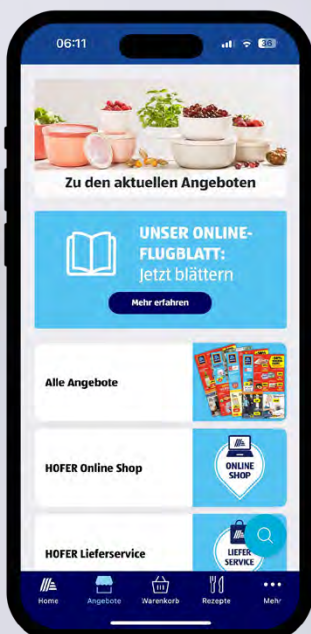 06:11
36
Zu den aktuellen Angeboten
UNSER ONLINE-
FLUGBLATT:
Jetzt blättern
Mehr erfahren
Alle Angebote
HOFER Online Shop
ONLINE
SHOP
HOFER Lieferservice
LIEFER
SERVICE
Home
Angebote
Warenkorb
Rezepte
Mehr